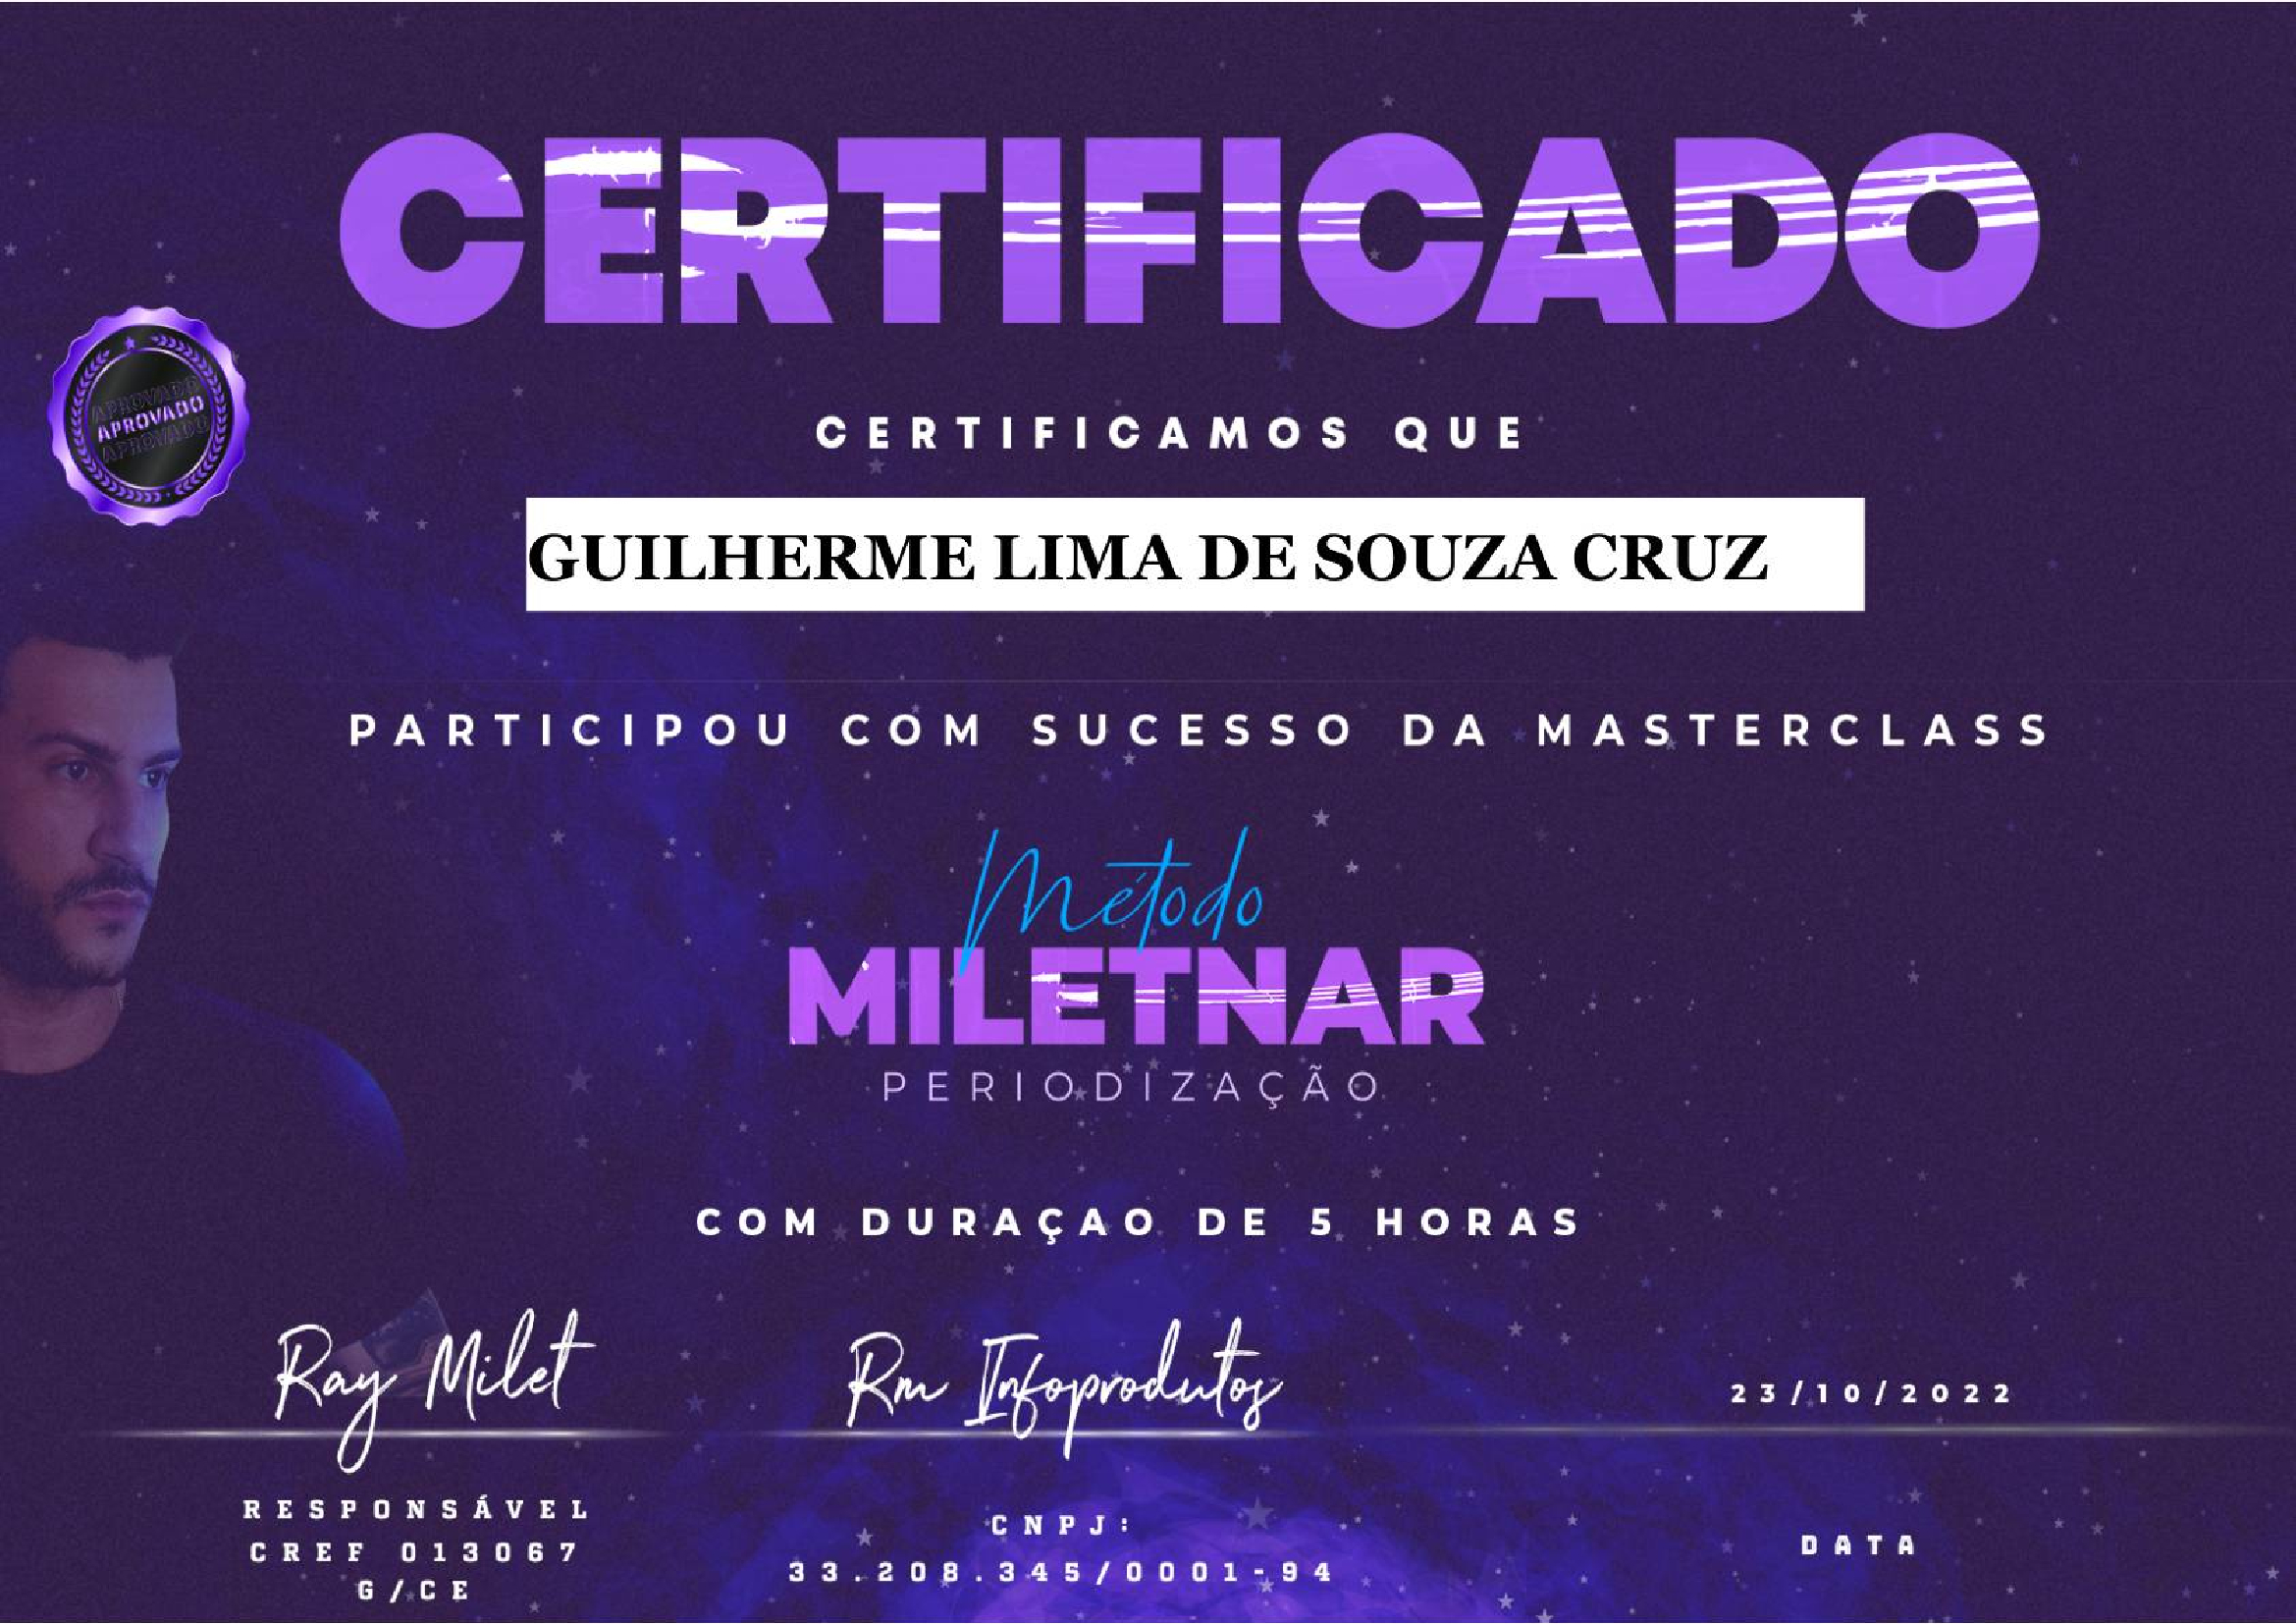 CERTIFICADO
CERTIFICAMOS QUE
APROVADO
APROVADO
APROVADO
GUILHERME LIMA DE SOUZA CRUZ
PARTICIPOU COM SUCESSO DA MASTERCLASS
Método
MILETNAR
PERIODIZAÇÃO
COM DURAÇAO DE 5 HORAS
Ray Milet
Rm Infoprodutos
23/10/2022
RESPONSÁVEL
CREF 013067
G/CE
CNPJ:
33.208.345/0001-94
DATA